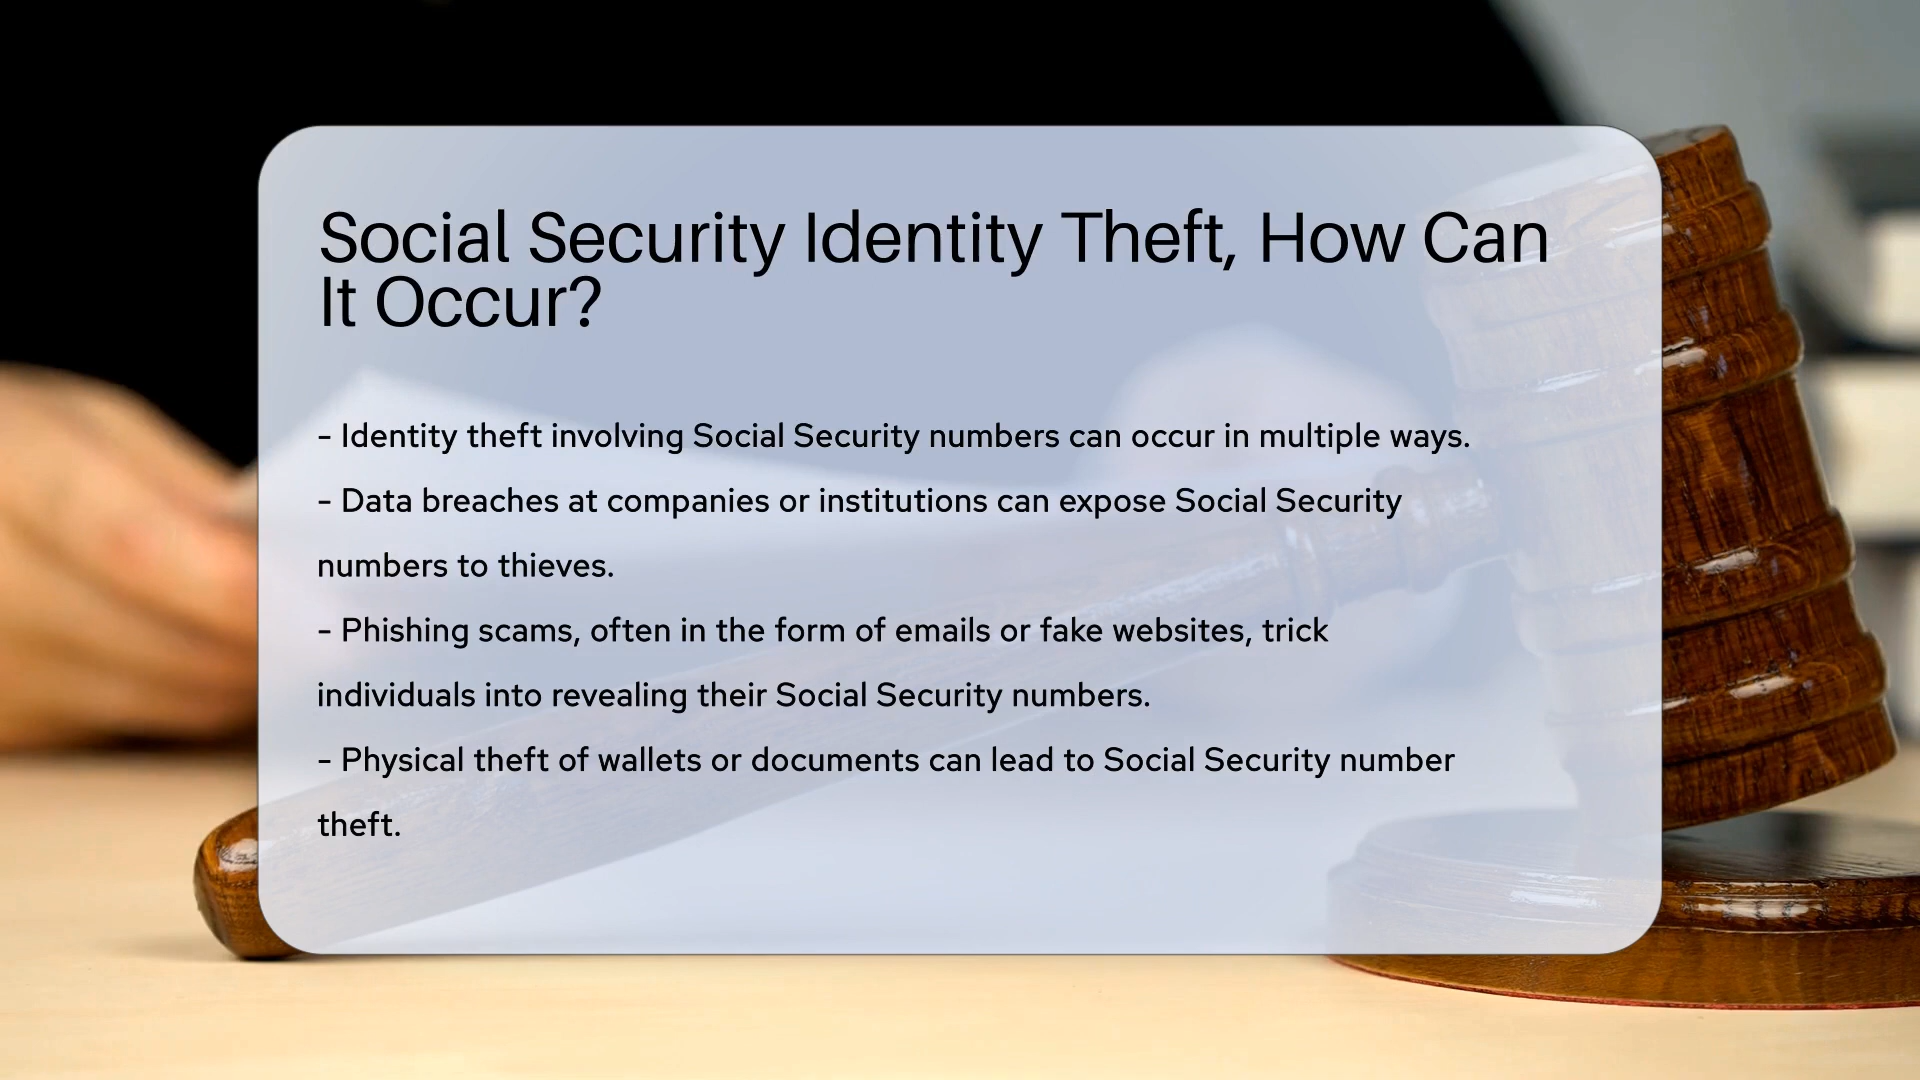 Social Security Identity Theft, How Can
It Occur?
- Identity theft involving Social Security numbers can occur in multiple ways.
- Data breaches at companies or institutions can expose Social Security
numbers to thieves.
- Phishing scams, often in the form of emails or fake websites, trick
individuals into revealing their Social Security numbers.
- Physical theft of wallets or documents can lead to Social Security number
theft.